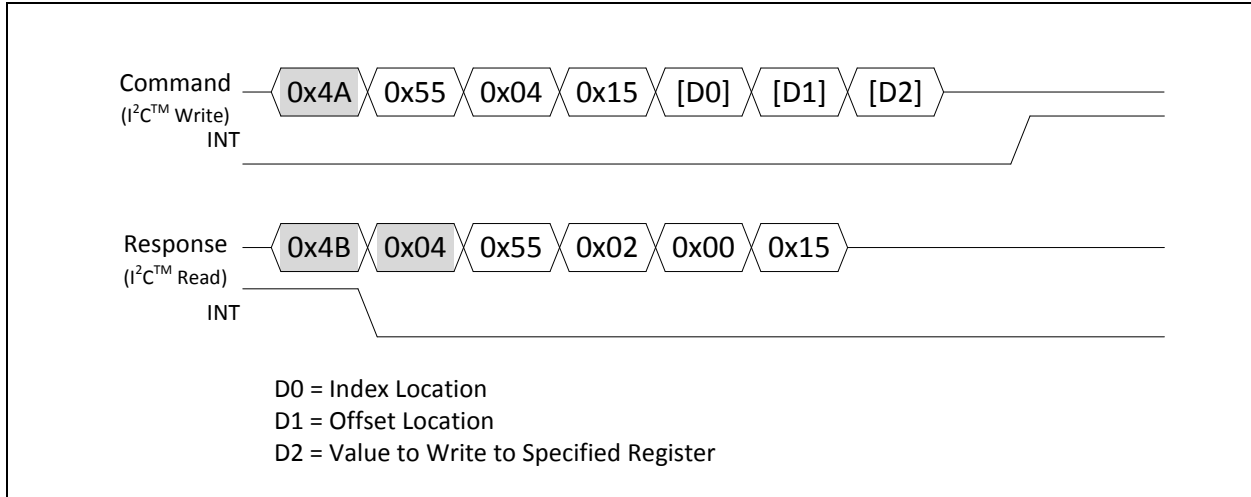 Command 0x4A 0x55 0x04 0x15 [D0] [D1] [D2]
(I²C™ Write)
INT
Response 0x4B 0x04 0x55 0x02 0x00 0x15
(I²C™ Read)
INT
D0 = Index Location
D1 = Offset Location
D2 = Value to Write to Specified Register